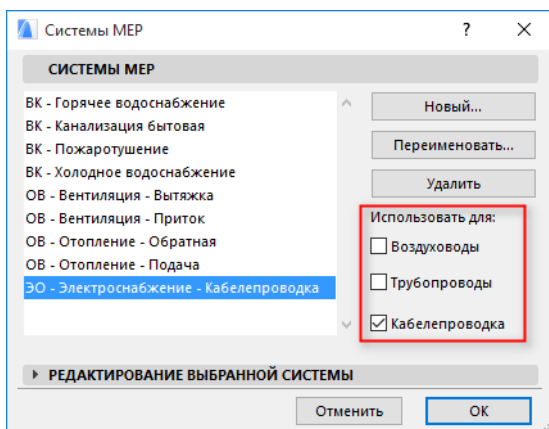 Системы MEP
?
СИСТЕМЫ MEP
ВК - Горячее водоснабжение
ВК - Канализация бытовая
ВК - Пожаротушение
ВК - Холодное водоснабжение
ОВ - Вентиляция - Вытяжка
ОВ - Вентиляция - Приток
ОВ - Отопление - Обратная
ОВ - Отопление - Подача
ЭО - Электроснабжение - Кабелепроводка
Новый...
Переименовать...
Удалить
Использовать для:
Воздуховоды
Трубопроводы
Кабелепроводка
РЕДАКТИРОВАНИЕ ВЫБРАННОЙ СИСТЕМЫ
Отменить
ОК